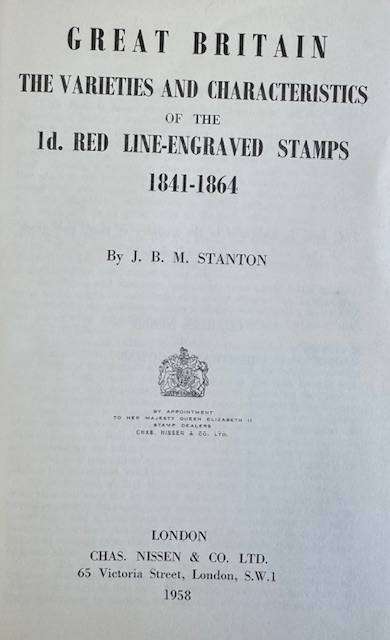 GREAT BRITAIN
THE VARIETIES AND CHARACTERISTICS
OF THE
1d. RED LINE-ENGRAVED STAMPS
1841-1864
By J. B. M. STANTON
BY APPOINTMENT
TO HER MAJESTY QUEEN ELIZABETH II
STAMP DEALERS
CHAS. NISSEN & CO. LTD.
LONDON
CHAS. NISSEN & CO. LTD.
65 Victoria Street, London, S.W.1
1958